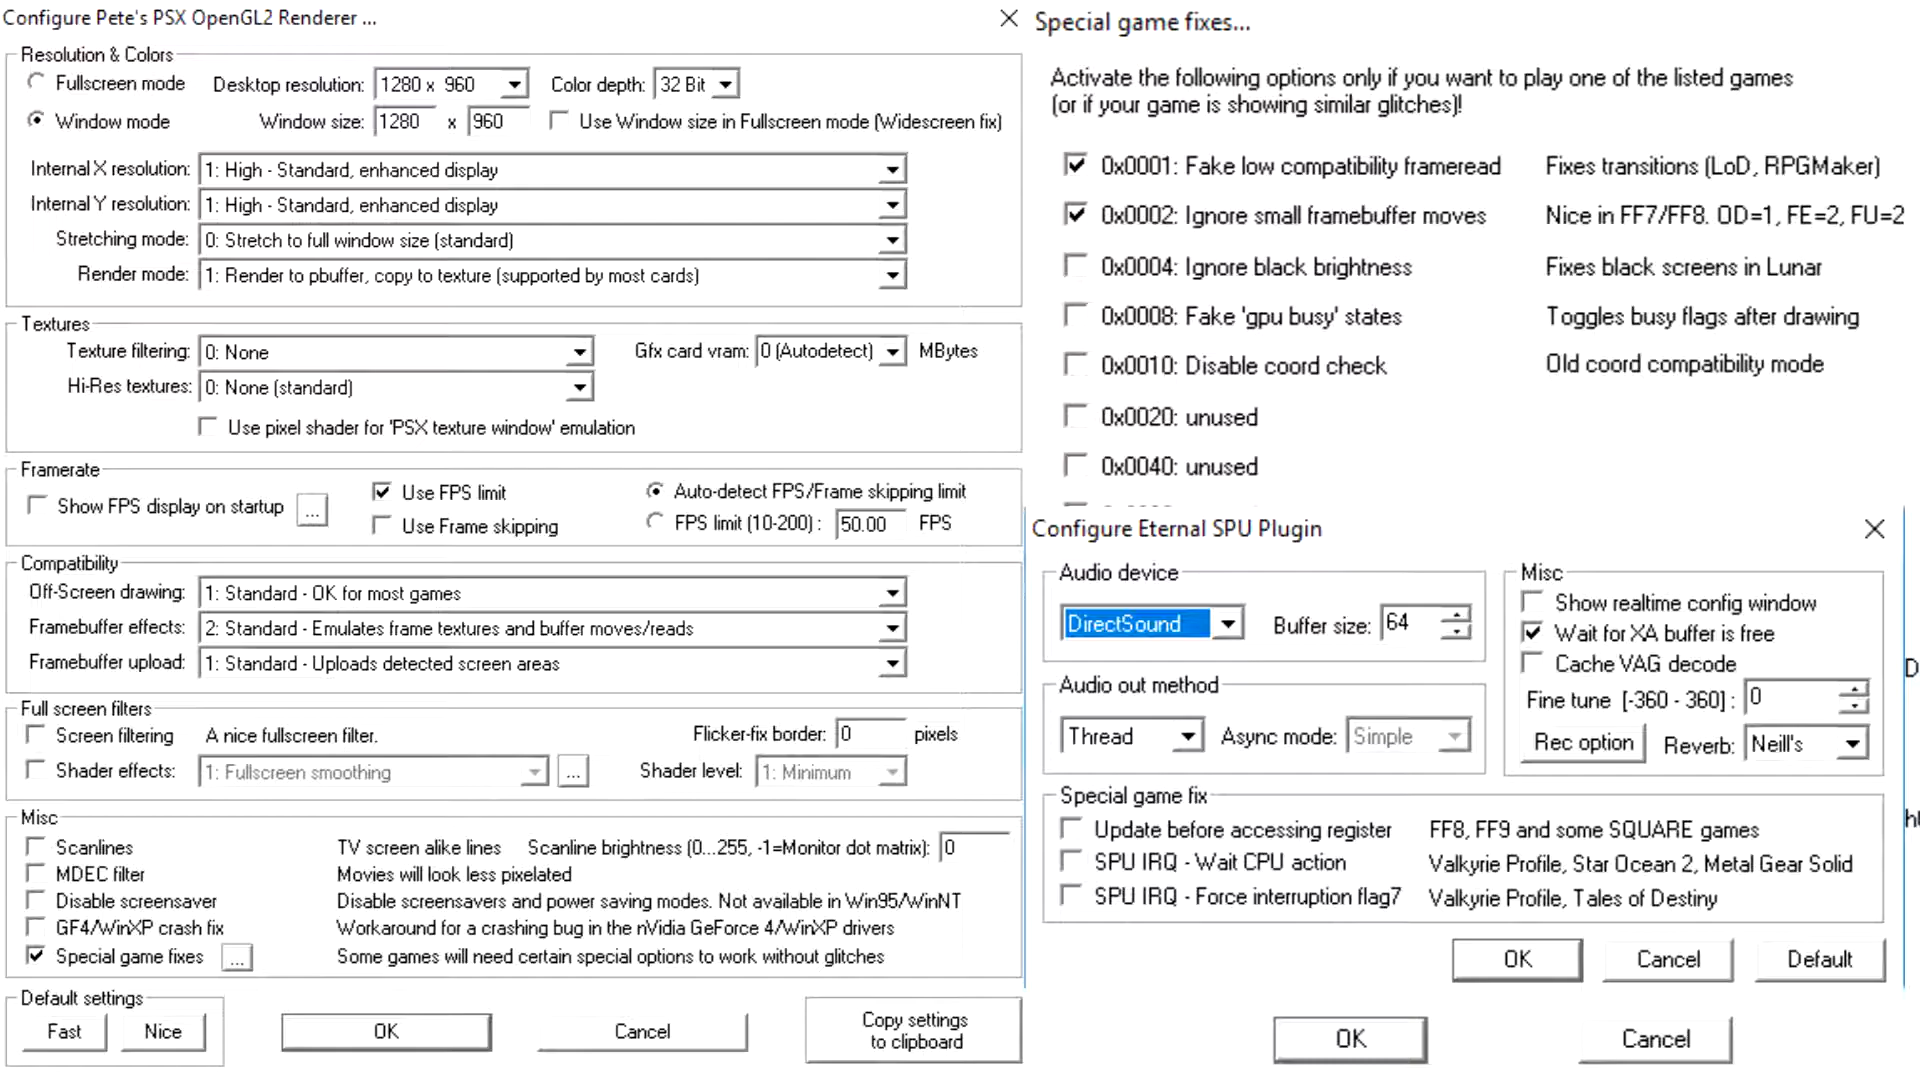 Configure Pete's PSX OpenGL2 Renderer ...
Resolution & Colors
Fullscreen mode Desktop resolution: 1280 x 960 Color depth: 32 Bit
Window mode Window size: 1280 x 960 Use Window size in Fullscreen mode (Widescreen fix)
Internal X resolution: 1: High - Standard, enhanced display
Internal Y resolution: 1: High - Standard, enhanced display
Stretching mode: 0: Stretch to full window size (standard)
Render mode: 1: Render to pbuffer, copy to texture (supported by most cards)
Textures
Texture filtering: 0: None Gfx card vram: 0 (Autodetect) MBytes
Hi-Res textures: 0: None (standard)
Use pixel shader for 'PSX texture window' emulation
Framerate
Show FPS display on startup ... Use FPS limit Auto-detect FPS/Frame skipping limit
Use Frame skipping FPS limit (10-200) : 50.00 FPS
Compatibility
Off-Screen drawing: 1: Standard - OK for most games
Framebuffer effects: 2: Standard - Emulates frame textures and buffer moves/reads
Framebuffer upload: 1: Standard - Uploads detected screen areas
Full screen filters
Screen filtering A nice fullscreen filter. Flicker-fix border: 0 pixels
Shader effects: 1: Fullscreen smoothing ... Shader level: 1: Minimum
Misc
Scanlines TV screen alike lines Scanline brightness (0...255, -1=Monitor dot matrix): 0
MDEC filter Movies will look less pixelated
Disable screensaver Disable screensavers and power saving modes. Not available in Win95/WinNT
GF4/WinXP crash fix Workaround for a crashing bug in the nVidia GeForce 4/WinXP drivers
Special game fixes ... Some games will need certain special options to work without glitches
Default settings
Fast Nice OK Cancel Copy settings
to clipboard
Special game fixes...
Activate the following options only if you want to play one of the listed games
(or if your game is showing similar glitches)!
0x0001: Fake low compatibility frameread Fixes transitions (LoD, RPGMaker)
0x0002: Ignore small framebuffer moves Nice in FF7/FF8. OD=1, FE=2, FU=2
0x0004: Ignore black brightness Fixes black screens in Lunar
0x0008: Fake 'gpu busy' states Toggles busy flags after drawing
0x0010: Disable coord check Old coord compatibility mode
0x0020: unused
0x0040: unused
Configure Eternal SPU Plugin
Audio device
DirectSound Buffer size: 64
Audio out method
Thread Async mode: Simple
Misc
Show realtime config window
Wait for XA buffer is free
Cache VAG decode
Fine tune [-360 - 360] : 0
Rec option Reverb: Neill's
Special game fix
Update before accessing register FF8, FF9 and some SQUARE games
SPU IRQ - Wait CPU action Valkyrie Profile, Star Ocean 2, Metal Gear Solid
SPU IRQ - Force interruption flag7 Valkyrie Profile, Tales of Destiny
OK Cancel Default
OK Cancel